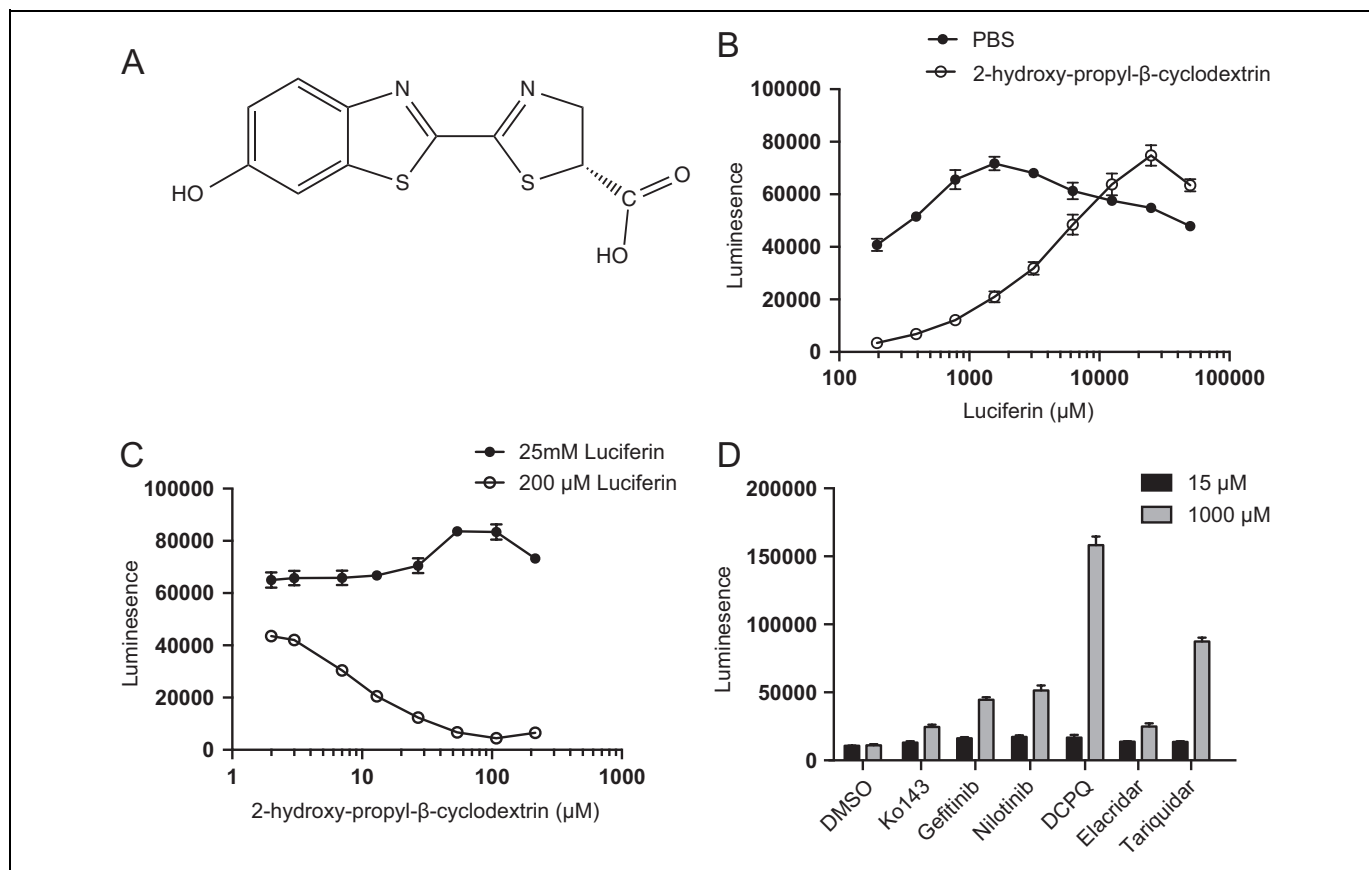 A
N
N
S
S
HO
C
O
HO
B
PBS
2-hydroxy-propyl-β-cyclodextrin
100000
80000
60000
40000
20000
0
Luminesence
100
1000
10000
100000
Luciferin (µM)
C
25mM Luciferin
200 µM Luciferin
100000
80000
60000
40000
20000
0
Luminesence
1
10
100
1000
2-hydroxy-propyl-β-cyclodextrin (µM)
D
15 µM
1000 µM
200000
150000
100000
50000
0
Luminesence
DMSO
Ko143
Gefitinib
Nilotinib
DCPQ
Elacridar
Tariquidar